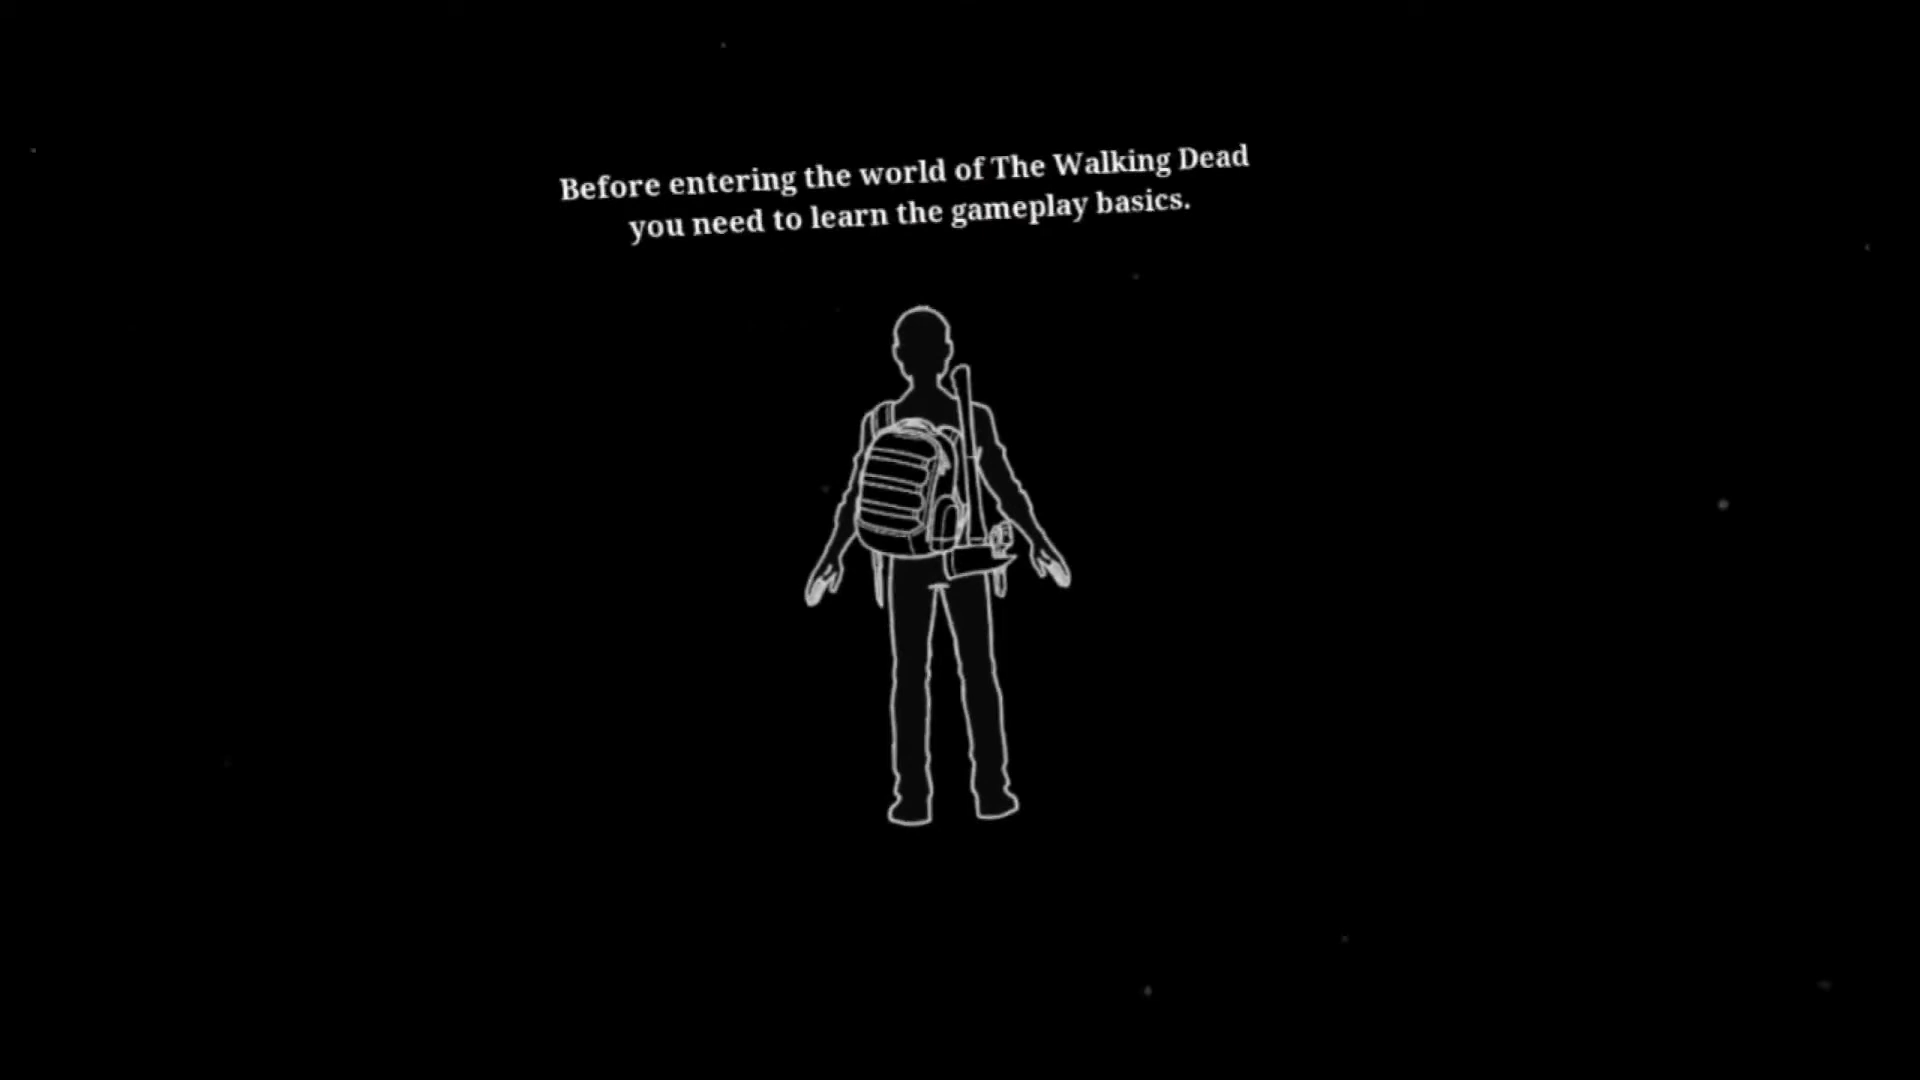 Before entering the world of The Walking Dead
you need to learn the gameplay basics.